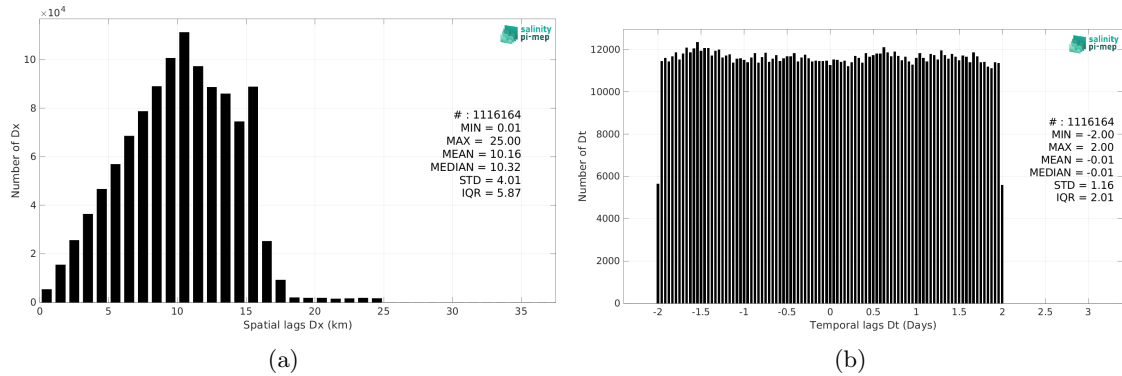 ×10⁴
salinity
pi-mep
10
8
6
4
2
0
Number of Dx
# : 1116164
MIN = 0.01
MAX = 25.00
MEAN = 10.16
MEDIAN = 10.32
STD = 4.01
IQR = 5.87
0 5 10 15 20 25 30 35
Spatial lags Dx (km)
(a)
salinity
pi-mep
12000
10000
8000
6000
4000
2000
0
Number of Dt
# : 1116164
MIN = -2.00
MAX = 2.00
MEAN = -0.01
MEDIAN = -0.01
STD = 1.16
IQR = 2.01
-2 -1.5 -1 -0.5 0 0.5 1 1.5 2 2.5 3
Temporal lags Dt (Days)
(b)